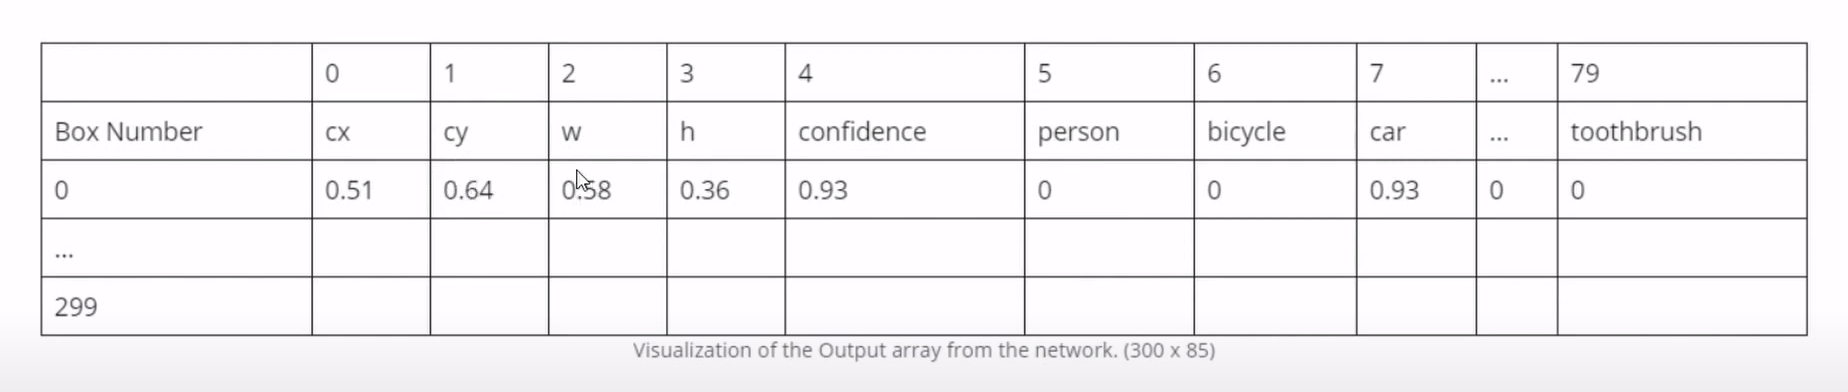 0 1 2 3 4 5 6 7 ... 79
Box Number cx cy w h confidence person bicycle car ... toothbrush
0 0.51 0.64 0.58 0.36 0.93 0 0 0.93 0 0
...
299
Visualization of the Output array from the network. (300 x 85)